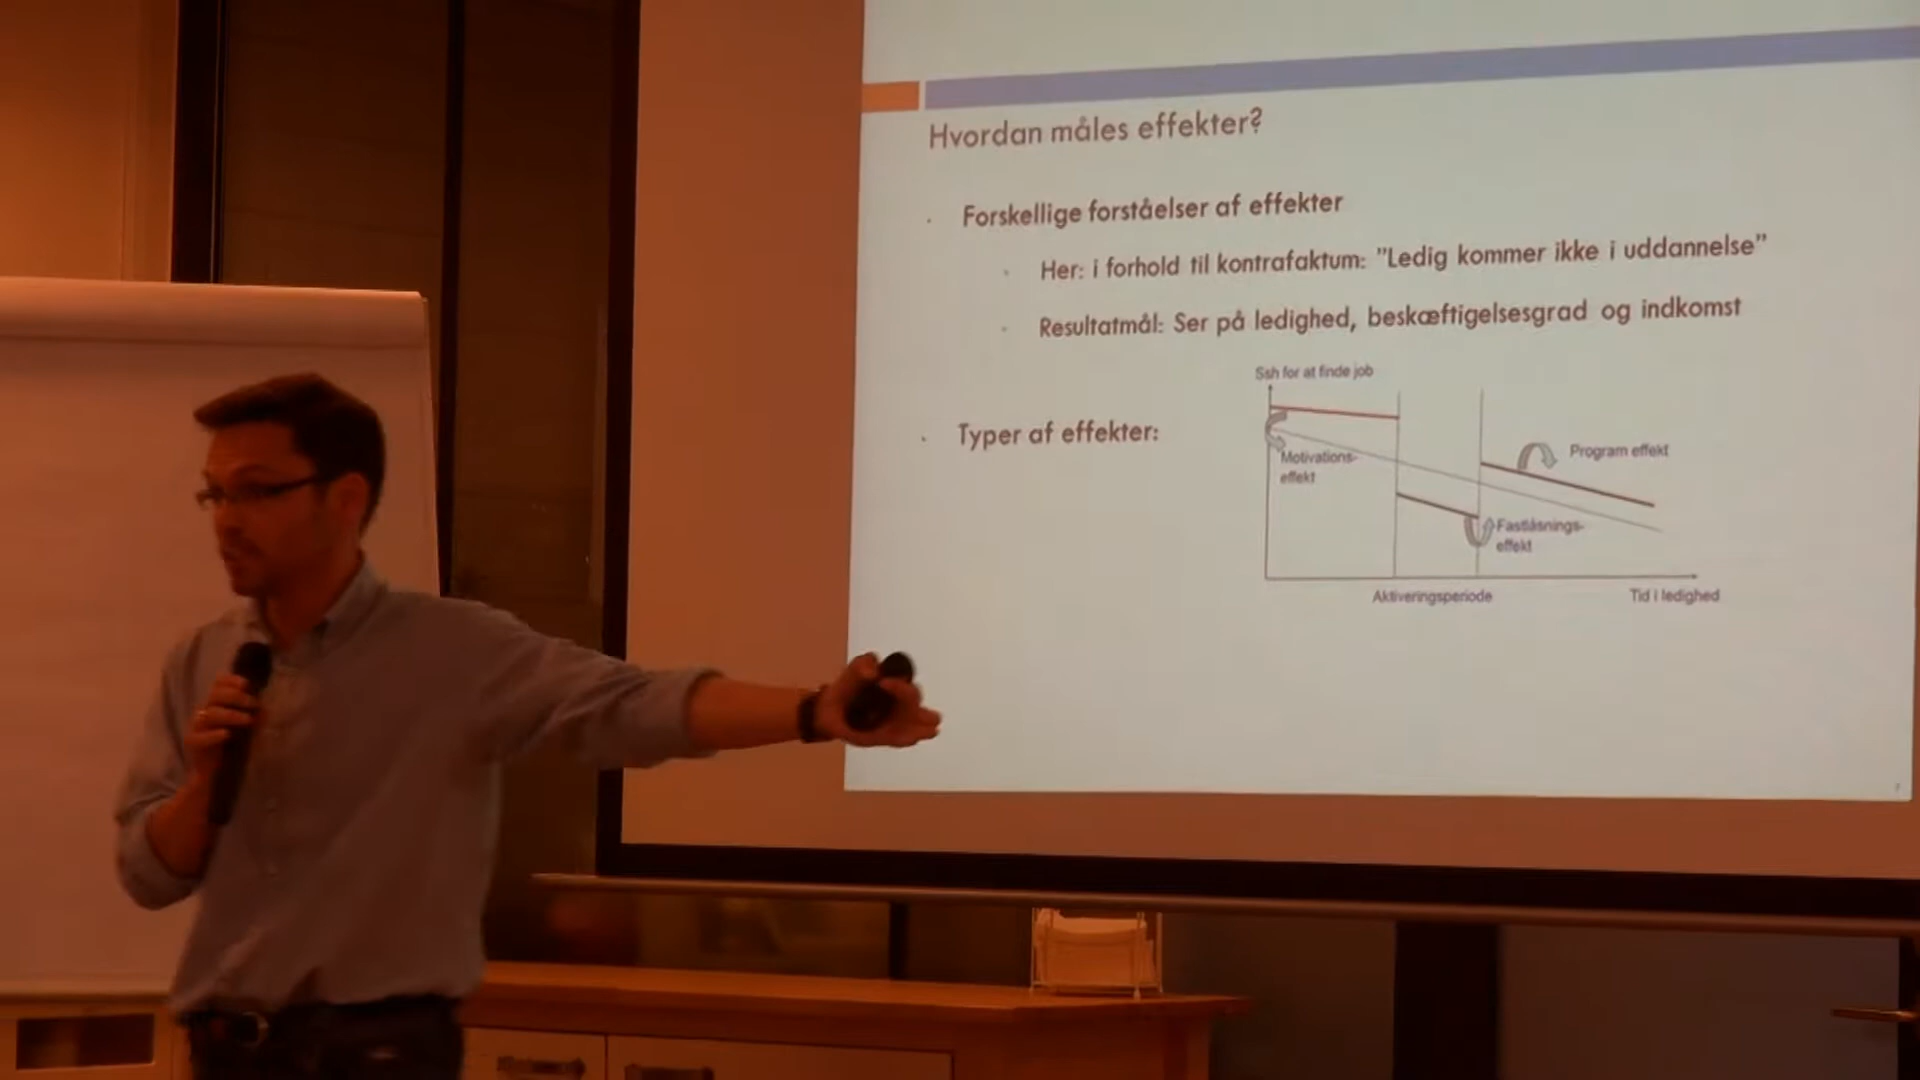 Hvordan måles effekter?
Forskellige forståelser af effekter
Her: i forhold til kontrafaktum: "Ledig kommer ikke i uddannelse"
Resultatmål: Ser på ledighed, beskæftigelsesgrad og indkomst
Typer af effekter:
Ssh for at finde job
Motivations-
effekt
Program effekt
Fastlåsnings-
effekt
Aktiveringsperiode
Tid i ledighed
7